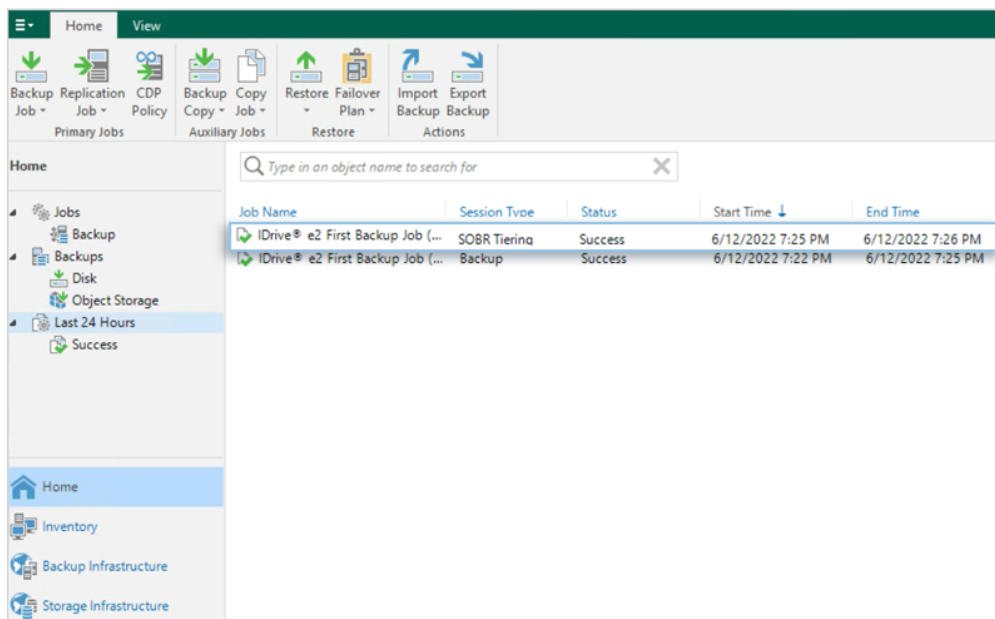 Home View
Backup Replication CDP Backup Copy Restore Failover Import Export
Job Job Policy Copy Job Plan Backup Backup
Primary Jobs Auxiliary Jobs Restore Actions
Home
Type in an object name to search for
Jobs
Backup
Backups
Disk
Object Storage
Last 24 Hours
Success
Job Name Session Type Status Start Time End Time
IDrive® e2 First Backup Job (... SOBR Tiering Success 6/12/2022 7:25 PM 6/12/2022 7:26 PM
IDrive® e2 First Backup Job (... Backup Success 6/12/2022 7:22 PM 6/12/2022 7:25 PM
Home
Inventory
Backup Infrastructure
Storage Infrastructure